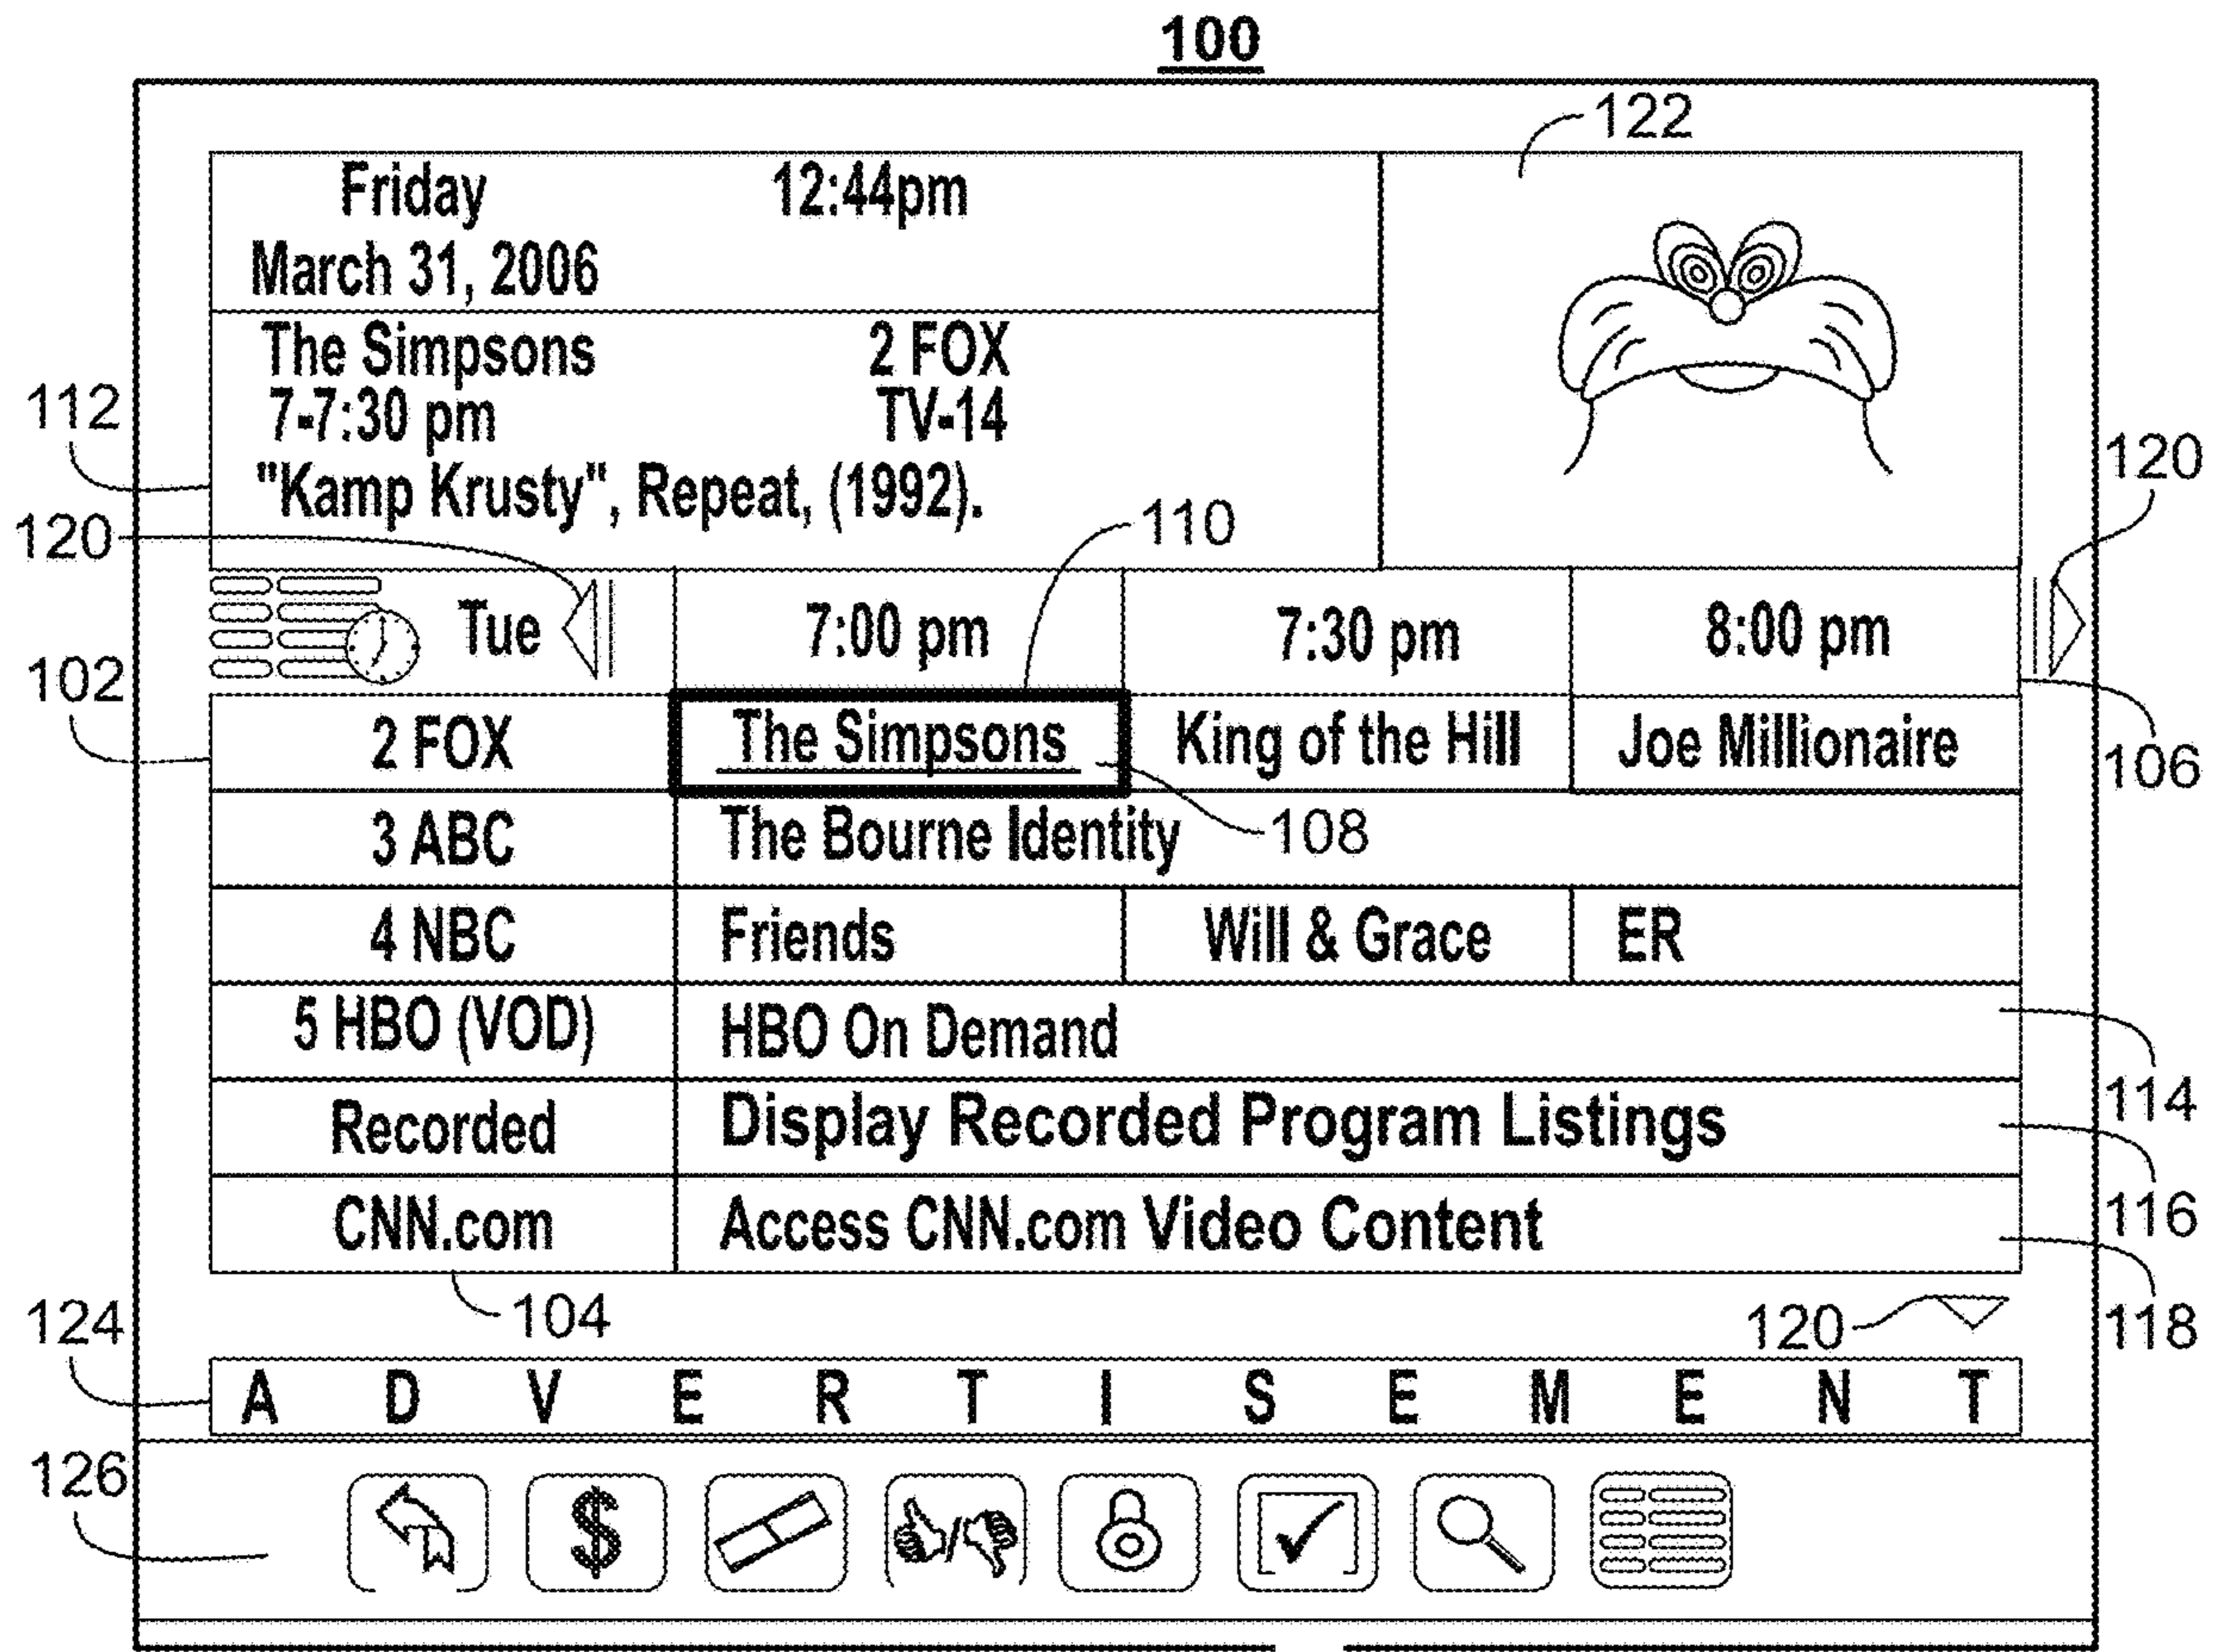 100
122
Friday 12:44pm
March 31, 2006
The Simpsons 2 FOX
7-7:30 pm TV-14
"Kamp Krusty", Repeat, (1992).
112
120
110
120
Tue 7:00 pm 7:30 pm 8:00 pm
102
2 FOX The Simpsons King of the Hill Joe Millionaire
106
3 ABC The Bourne Identity
108
4 NBC Friends Will & Grace ER
5 HBO (VOD) HBO On Demand
114
Recorded Display Recorded Program Listings
116
CNN.com Access CNN.com Video Content
104
120
118
124
A D V E R T I S E M E N T
126
$